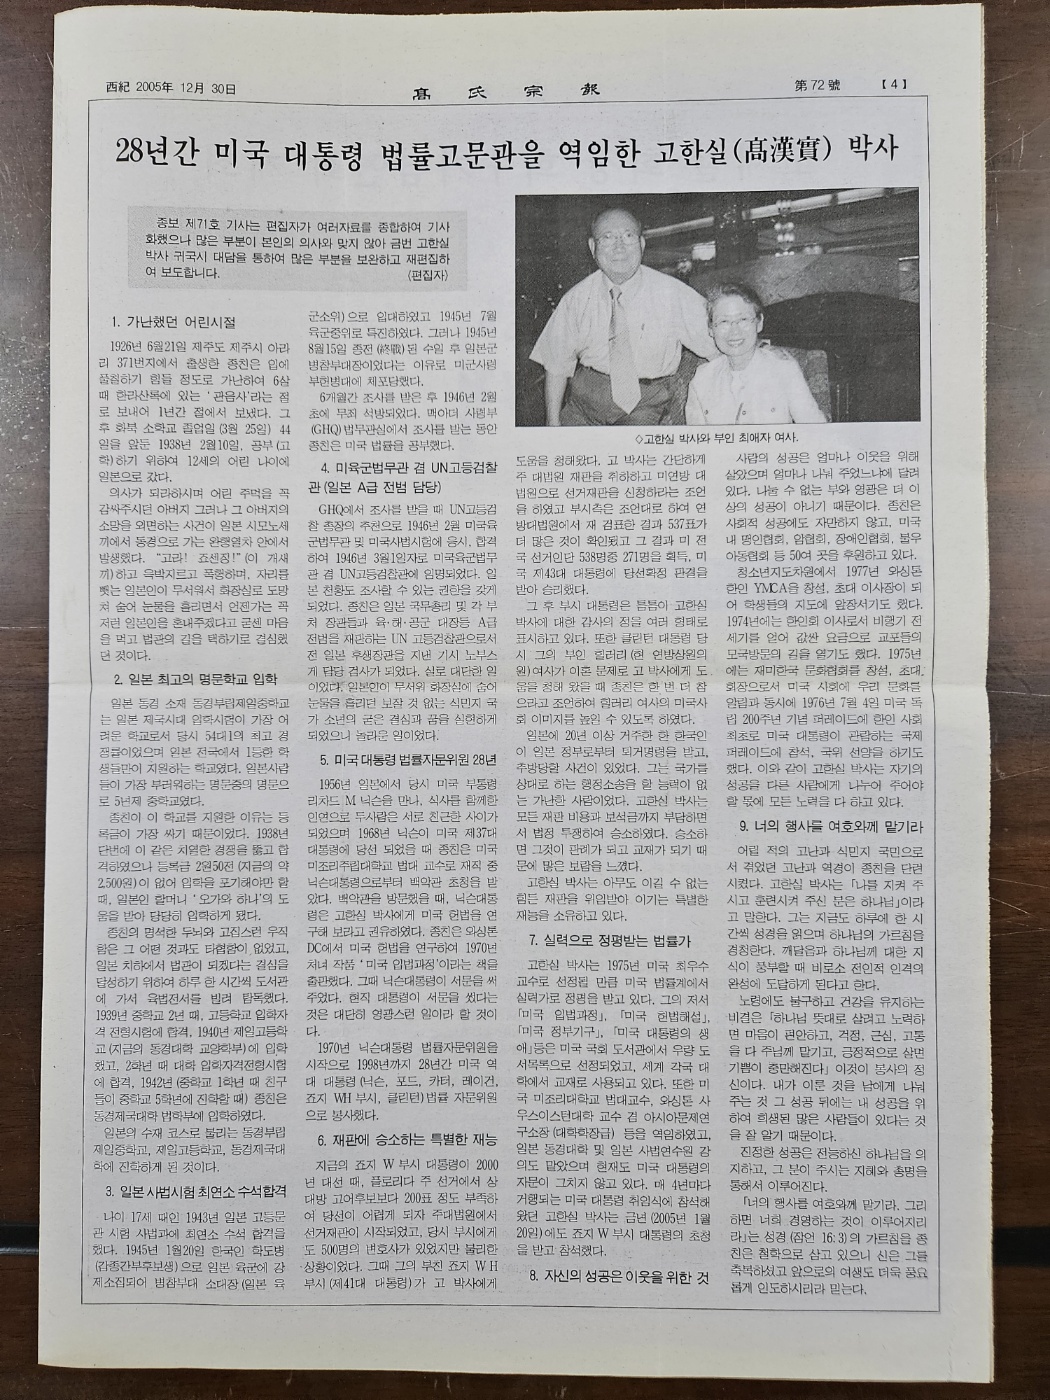 西紀 2005年 12月 30日
高氏宗報
第72號
【4】
28년간 미국 대통령 법률고문관을 역임한 고한실(高漢實) 박사
종보 제71호 기사는 편집자가 여러자료를 종합하여 기사
화했으나 많은 부분이 본인의 의사와 맞지 않아 금번 고한실
박사 귀국시 대담을 통하여 많은 부분을 보완하고 재편집하
여 보도합니다.
(편집자)
1. 가난했던 어린시절
1926년 6월21일 제주도 제주시 아라
리 371번지에서 출생한 종친은 입에
풀칠하기 힘들 정도로 가난하여 6살
때 한라산록에 있는 '관음사'라는 절
로 보내어 1년간 절에서 보냈다. 그
후 화북 소학교 졸업일(3월 25일) 44
일을 앞둔 1938년 2월10일, 공부(고
학)하기 위하여 12세의 어린 나이에
일본으로 갔다.
의사가 되라하시며 어린 주먹을 꼭
감싸주시던 아버지 그러나 그 아버지의
소망을 외면하는 사건이 일본 시모노세
끼에서 동경으로 가는 완행열차 안에서
발생했다. "고라! 죠센징!"(이 개새
끼)하고 윽박지르고 폭행하며, 자리를
뺏는 일본인이 무서워서 화장실로 도망
쳐 숨어 눈물을 흘리면서 언젠가는 꼭
저런 일본인을 혼내주겠다고 굳센 마음
을 먹고 법관의 길을 택하기로 결심했
던 것이다.
2. 일본 최고의 명문학교 입학
일본 동경 소재 동경부립제일중학교
는 일본 제국시대 입학시험이 가장 어
려운 학교로서 당시 54대1의 최고 경
쟁률이었으며 일본 전국에서 1등한 학
생들만이 지원하는 학교였다. 일본사람
들이 가장 부러워하는 명문중의 명문으
로 5년제 중학교였다.
종친이 이 학교를 지원한 이유는 등
록금이 가장 싸기 때문이었다. 1938년
단번에 이 같은 치열한 경쟁을 뚫고 합
격하였으나 등록금 2원50전(지금의 약
2,500원)이 없어 입학을 포기해야만 할
때, 일본인 할머니 '오가와 하나'의 도
움을 받아 당당히 입학하게 됐다.
종친의 명석한 두뇌와 고집스런 우직
함은 그 어떤 것과도 타협함이 없었고,
일본 치하에서 법관이 되겠다는 결심을
달성하기 위하여 하루 한 시간씩 도서관
에 가서 육법전서를 빌려 탐독했다.
1939년 중학교 2년 때, 고등학교 입학자
격 전형시험에 합격, 1940년 제일고등학
교(지금의 동경대학 교양학부)에 입학
했고, 2학년 때 대학 입학자격전형시험
에 합격, 1942년(중학교 1학년 때 친구
들이 중학교 5학년에 진학할 때) 종친은
동경제국대학 법학부에 입학하였다.
일본의 수재 코스로 불리는 동경부립
제일중학교, 제일고등학교, 동경제국대
학에 진학하게 된 것이다.
3. 일본 사법시험 최연소 수석합격
나이 17세 때인 1943년 일본 고등문
관 시험 사법과에 최연소 수석 합격을
했다. 1945년 1월20일 한국인 학도병
(갑종간부후보생)으로 일본 육군에 강
제소집되어 범참부대 소대장(일본 육
군소위)으로 입대하였고 1945년 7월
육군중위로 특진하였다. 그러나 1945년
8월15일 종전(終戰)된 수일 후 일본군
범참부대장이었다는 이유로 미군사령
부헌병대에 체포당했다.
6개월간 조사를 받은 후 1946년 2월
초에 무죄 석방되었다. 맥아더 사령부
(GHQ)법무관실에서 조사를 받는 동안
종친은 미국 법률을 공부했다.
4. 미육군법무관 겸 UN고등검찰
관(일본 A급 전범 담당)
GHQ에서 조사를 받을 때 UN고등검
찰 총장의 추천으로 1946년 2월 미국육
군법무관 및 미국사법시험에 응시, 합격
하여 1946년 3월1일자로 미국육군법무
관 겸 UN고등검찰관에 임명되었다. 일
본 천황도 조사할 수 있는 권한을 갖게
되었다. 종친은 일본 국무총리 및 각 부
처 장관들과 육·해·공군 대장등 A급
전범을 재판하는 UN 고등검찰관으로서
전 일본 후생장관을 지낸 기시 노부스
게 담당 검사가 되었다. 실로 대단한 일
이었다. 일본인이 무서워 화장실에 숨어
눈물을 흘리던 보잘 것 없는 식민지 국
가 소년의 굳은 결심과 꿈을 실현하게
되었으니 놀라운 일이었다.
5. 미국 대통령 법률자문위원 28년
1956년 일본에서 당시 미국 부통령
리차드 M 닉슨을 만나, 식사를 함께한
인연으로 두사람은 서로 친근한 사이가
되었으며 1968년 닉슨이 미국 제37대
대통령에 당선 되었을 때 종친은 미국
미조리주립대학교 법대 교수로 재직 중
닉슨대통령으로부터 백악관 초청을 받
았다. 백악관을 방문했을 때, 닉슨대통
령은 고한실 박사에게 미국 헌법을 연
구해 보라고 권유하였다. 종친은 와싱톤
DC에서 미국 헌법을 연구하여 1970년
처녀 작품 '미국 입법과정'이라는 책을
출판했다. 그때 닉슨대통령이 서문을 써
주었다. 현직 대통령이 서문을 썼다는
것은 대단히 영광스런 일이라 할 것이
다.
1970년 닉슨대통령 법률자문위원을
시작으로 1998년까지 28년간 미국 역
대 대통령(닉슨, 포드, 카터, 레이건,
죠지 WH 부시, 클린턴)법률 자문위원
으로 봉사했다.
6. 재판에 승소하는 특별한 재능
지금의 죠지 W 부시 대통령이 2000
년 대선 때, 플로리다 주 선거에서 상
대방 고어후보보다 200표 정도 부족하
여 당선이 어렵게 되자 주대법원에서
선거재판이 시작되었고, 당시 부시에게
도 500명의 변호사가 있었지만 불리한
상황이었다. 그때 그의 부친 죠지 W H
부시(제41대 대통령)가 고 박사에게
◇고한실 박사와 부인 최애자 여사.
도움을 청해왔다. 고 박사는 간단하게
주 대법원 재판을 취하하고 미연방 대
법원으로 선거재판을 신청하라는 조언
을 하였고 부시측은 조언대로 하여 연
방대법원에서 재 검표한 결과 537표가
더 많은 것이 확인됐고 그 결과 미 전
국 선거인단 538명중 271명을 획득, 미
국 제43대 대통령에 당선확정 판결을
받아 승리했다.
그 후 부시 대통령은 틈틈이 고한실
박사에 대한 감사의 정을 여러 형태로
표시하고 있다. 또한 클린턴 대통령 당
시 그의 부인 힐러리(현 연방상원의
원)여사가 이혼 문제로 고 박사에게 도
움을 청해 왔을 때 종친은 한 번 더 참
으라고 조언하여 힐러리 여사의 미국사
회 이미지를 높일 수 있도록 하였다.
일본에 20년 이상 거주한 한 한국인
이 일본 정부로부터 퇴거명령을 받고,
추방당할 사건이 있었다. 그는 국가를
상대로 하는 행정소송을 할 능력이 없
는 가난한 사람이었다. 고한실 박사는
모든 재판 비용과 보석금까지 부담하면
서 법정 투쟁하여 승소하였다. 승소하
면 그것이 판례가 되고 교재가 되기 때
문에 많은 보람을 느꼈다.
고한실 박사는 아무도 이길 수 없는
힘든 재판을 위임받아 이기는 특별한
재능을 소유하고 있다.
7. 실력으로 정평받는 법률가
고한실 박사는 1975년 미국 최우수
교수로 선정될 만큼 미국 법률계에서
실력가로 정평을 받고 있다. 그의 저서
「미국 입법과정」, 「미국 헌법해설」,
「미국 정부기구」, 「미국 대통령의 생
애」등은 미국 국회 도서관에서 우량 도
서목록으로 선정되었고, 세계 각국 대
학에서 교재로 사용되고 있다. 또한 미
국 미조리대학교 법대교수, 와싱톤 사
우스이스턴대학 교수 겸 아시아문제연
구소장(대학학장급) 등을 역임하였고,
일본 동경대학 및 일본 사법연수원 강
의도 맡았으며 현재도 미국 대통령의
자문이 그치지 않고 있다. 매 4년마다
거행되는 미국 대통령 취임식에 참석해
왔던 고한실 박사는 금년(2005년 1월
20일)에도 죠지 W 부시 대통령의 초청
을 받고 참석했다.
8. 자신의 성공은 이웃을 위한 것
사람의 성공은 얼마나 이웃을 위해
살았으며 얼마나 나눠 주었느냐에 달려
있다. 나눌 수 없는 부와 영광은 더 이
상의 성공이 아니기 때문이다. 종친은
사회적 성공에도 자만하지 않고, 미국
내 맹인협회, 암협회, 장애인협회, 불우
아동협회 등 50여 곳을 후원하고 있다.
청소년지도차원에서 1977년 와싱톤
한인 YMCA를 창설, 초대 이사장이 되
어 학생들의 지도에 앞장서기도 했다.
1974년에는 한인회 이사로서 비행기 전
세기를 얻어 값싼 요금으로 교포들의
모국방문의 길을 열기도 했다. 1975년
에는 재미한국 문화협회를 창설, 초대
회장으로서 미국 사회에 우리 문화를
알림과 동시에 1976년 7월 4일 미국 독
립 200주년 기념 퍼레이드에 한인 사회
최초로 미국 대통령이 관람하는 국제
퍼레이드에 참석, 국위 선양을 하기도
했다. 이와 같이 고한실 박사는 자기의
성공을 다른 사람에게 나누어 주어야
할 몫에 모든 노력을 다 하고 있다.
9. 너의 행사를 여호와께 맡기라
어릴 적의 고난과 식민지 국민으로
서 겪었던 고난과 역경이 종친을 단련
시켰다. 고한실 박사는 「나를 지켜 주
시고 훈련시켜 주신 분은 하나님」이라
고 말한다. 그는 지금도 하루에 한 시
간씩 성경을 읽으며 하나님의 가르침을
경청한다. 깨달음과 하나님께 대한 지
식이 풍부할 때 비로소 전인적 인격의
완성에 도달하게 된다고 한다.
노령에도 불구하고 건강을 유지하는
비결은 「하나님 뜻대로 살려고 노력하
면 마음이 편안하고, 걱정, 근심, 고통
을 다 주님께 맡기고, 긍정적으로 살면
기쁨이 충만해진다」 이것이 봉사의 정
신이다. 내가 이룬 것을 남에게 나눠
주는 것 그 성공 뒤에는 내 성공을 위
하여 희생된 많은 사람들이 있다는 것
을 잘 알기 때문이다.
진정한 성공은 전능하신 하나님을 의
지하고, 그 분이 주시는 지혜와 총명을
통해서 이루어진다.
「너의 행사를 여호와께 맡기라. 그리
하면 너희 경영하는 것이 이루어지리
라」는 성경(잠언 16:3)의 가르침을 종
친은 철학으로 삼고 있으니 신은 그를
축복하셨고 앞으로의 여생도 더욱 풍요
롭게 인도하시리라 믿는다.